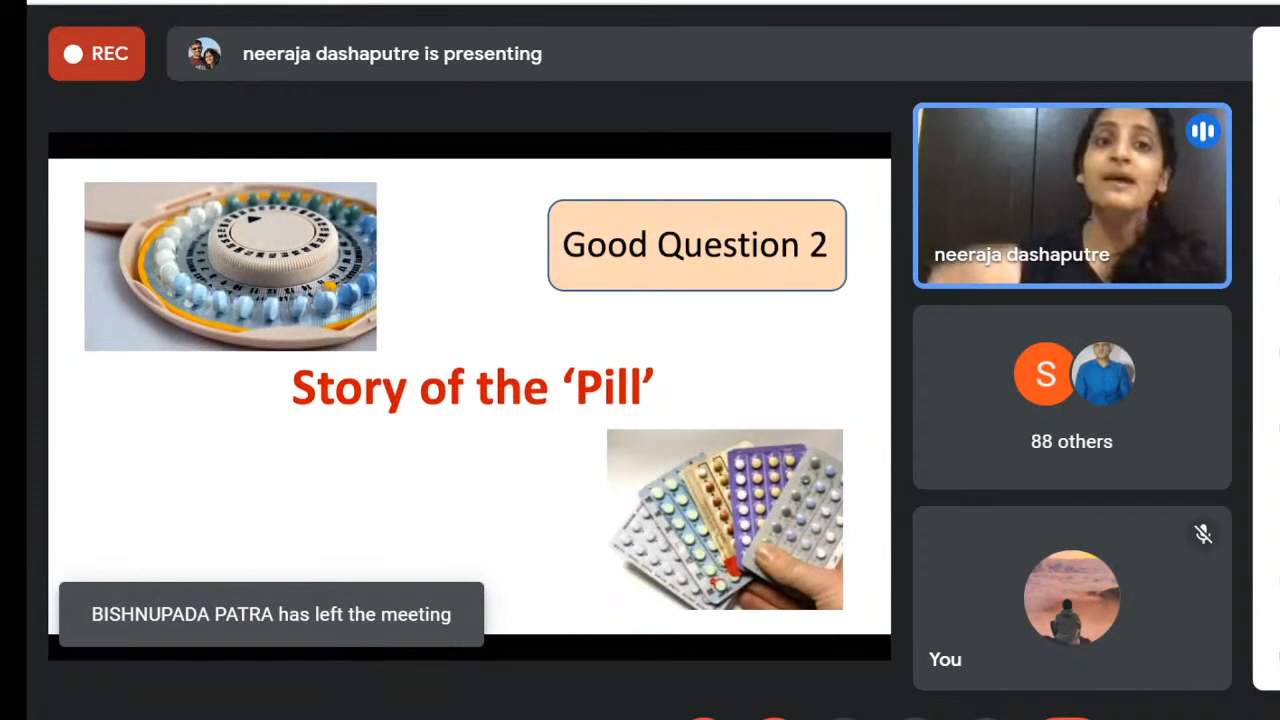 REC
neeraja dashaputre is presenting
Good Question 2
Story of the ‘Pill’
BISHNUPADA PATRA has left the meeting
neeraja dashaputre
S
88 others
You